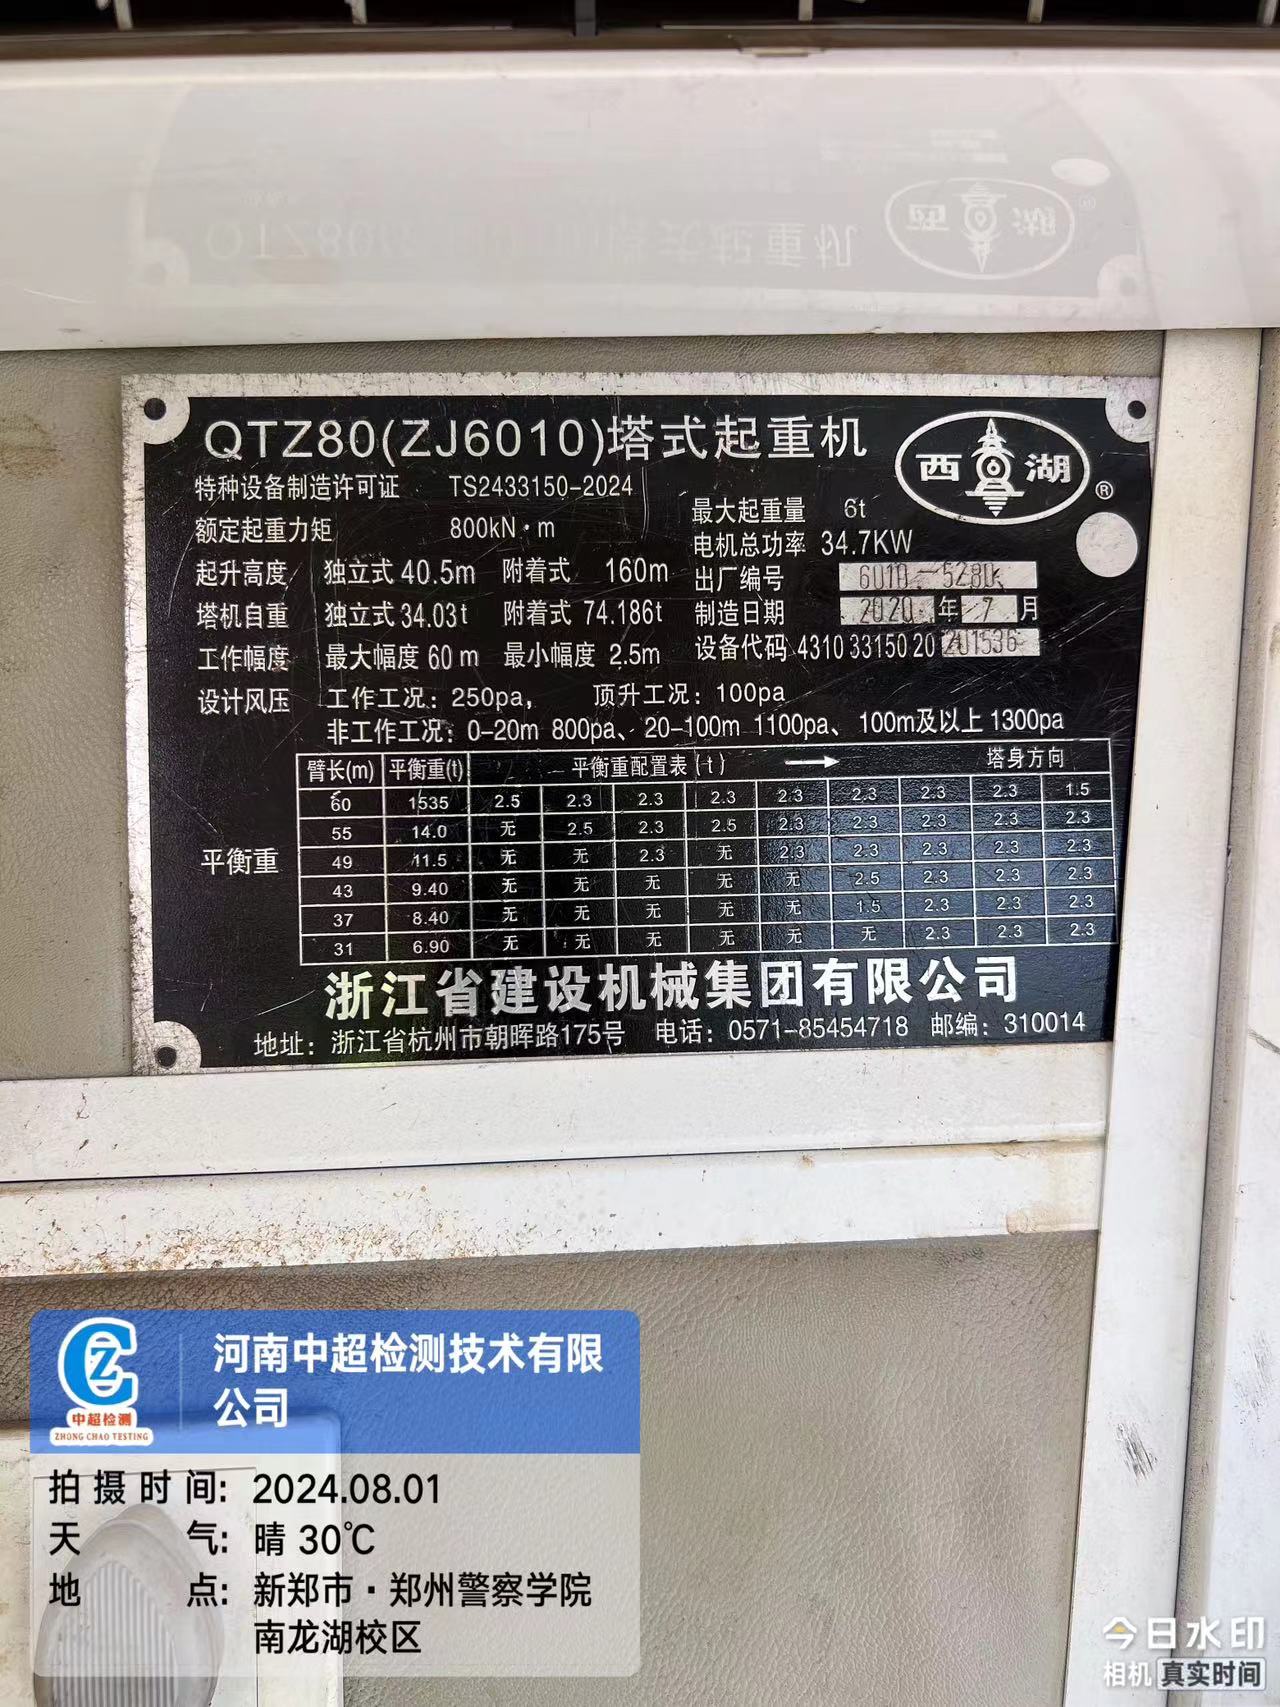 QTZ80(ZJ6010)塔式起重机
西湖®
特种设备制造许可证 TS2433150-2024
额定起重力矩 800kN·m
最大起重量 6t
电机总功率 34.7KW
起升高度 独立式 40.5m 附着式 160m
出厂编号 6010-5280
塔机自重 独立式 34.03t 附着式 74.186t
制造日期 2020 年 7 月
工作幅度 最大幅度 60m 最小幅度 2.5m
设备代码 4310 33150 20 201536
设计风压 工作工况：250pa， 顶升工况：100pa
非工作工况：0-20m 800pa、20-100m 1100pa、100m及以上 1300pa
平衡重
臂长(m) 平衡重(t) 平衡重配置表(t) → 塔身方向
60 1535 2.5 2.3 2.3 2.3 2.3 2.3 2.3 2.3 1.5
55 14.0 无 2.5 2.3 2.5 2.3 2.3 2.3 2.3 2.3
49 11.5 无 无 2.3 无 2.3 2.3 2.3 2.3 2.3
43 9.40 无 无 无 无 无 2.5 2.3 2.3 2.3
37 8.40 无 无 无 无 无 1.5 2.3 2.3 2.3
31 6.90 无 无 无 无 无 无 2.3 2.3 2.3
浙江省建设机械集团有限公司
地址：浙江省杭州市朝晖路175号 电话：0571-85454718 邮编：310014
中超检测
ZHONG CHAO TESTING
河南中超检测技术有限
公司
拍摄时间：2024.08.01
天气：晴 30℃
地点：新郑市·郑州警察学院
南龙湖校区
今日水印
相机 真实时间